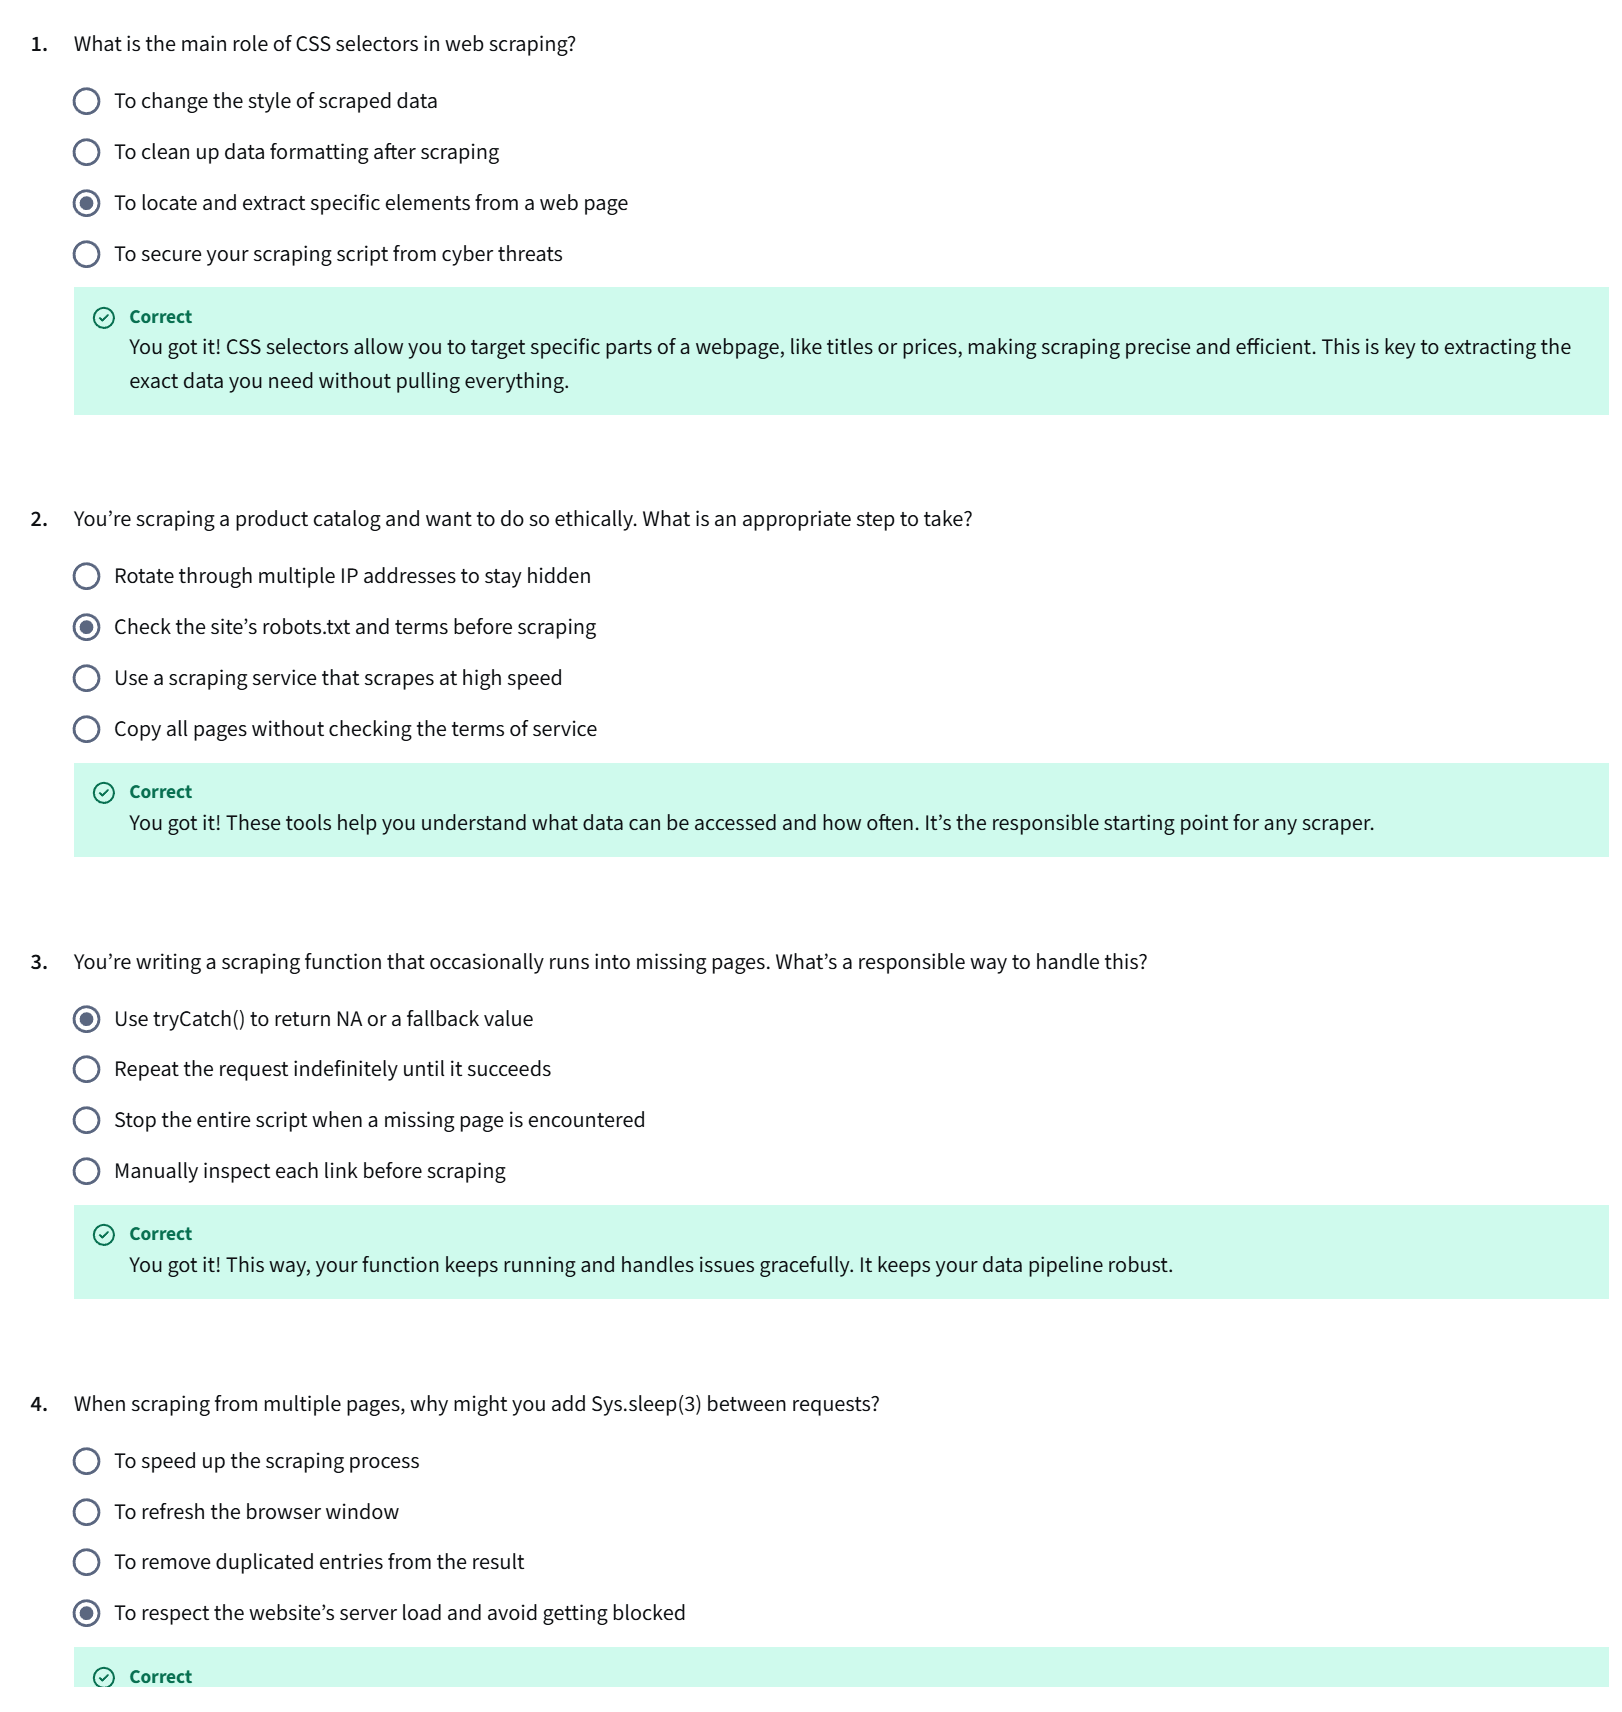 1. What is the main role of CSS selectors in web scraping?
To change the style of scraped data
To clean up data formatting after scraping
To locate and extract specific elements from a web page
To secure your scraping script from cyber threats
Correct
You got it! CSS selectors allow you to target specific parts of a webpage, like titles or prices, making scraping precise and efficient. This is key to extracting the
exact data you need without pulling everything.
2. You’re scraping a product catalog and want to do so ethically. What is an appropriate step to take?
Rotate through multiple IP addresses to stay hidden
Check the site’s robots.txt and terms before scraping
Use a scraping service that scrapes at high speed
Copy all pages without checking the terms of service
Correct
You got it! These tools help you understand what data can be accessed and how often. It’s the responsible starting point for any scraper.
3. You’re writing a scraping function that occasionally runs into missing pages. What’s a responsible way to handle this?
Use tryCatch() to return NA or a fallback value
Repeat the request indefinitely until it succeeds
Stop the entire script when a missing page is encountered
Manually inspect each link before scraping
Correct
You got it! This way, your function keeps running and handles issues gracefully. It keeps your data pipeline robust.
4. When scraping from multiple pages, why might you add Sys.sleep(3) between requests?
To speed up the scraping process
To refresh the browser window
To remove duplicated entries from the result
To respect the website’s server load and avoid getting blocked
Correct